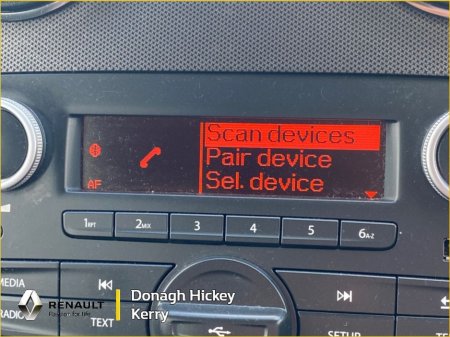 Scan devices
Pair device
Sel. device
AF
1RPT
2MIX
3
4
5
6A-Z
MEDIA
RADIO
TEXT
SETUP
RENAULT
Passion for life
Donagh Hickey
Kerry